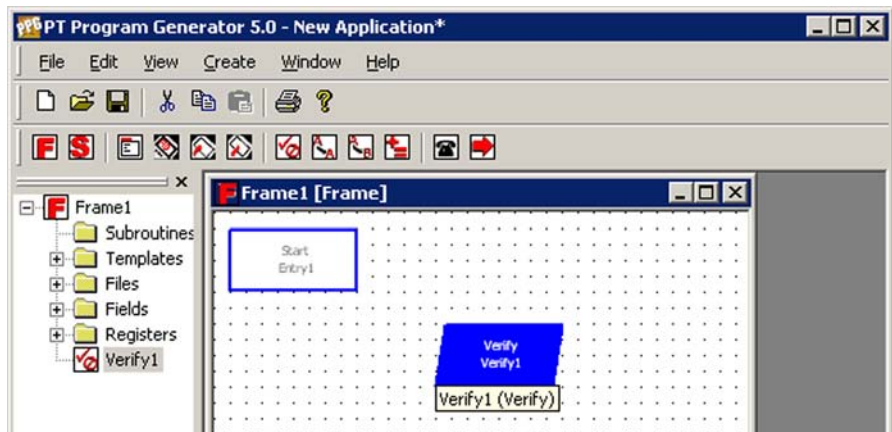 PT Program Generator 5.0 - New Application*
File Edit View Create Window Help
Frame1
Subroutines
Templates
Files
Fields
Registers
Verify1
Frame1 [Frame]
Start
Entry1
Verify
Verify1
Verify1 (Verify)